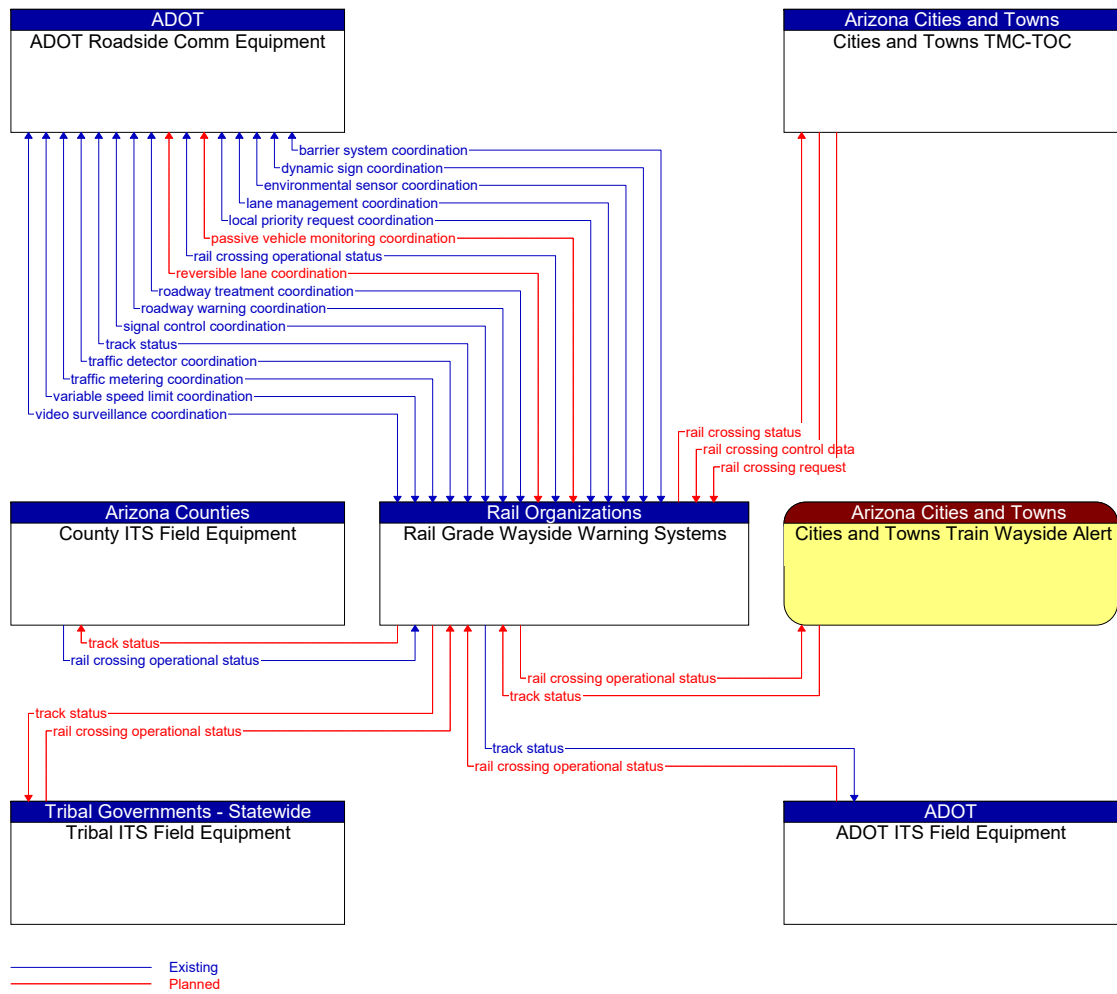 ADOT
ADOT Roadside Comm Equipment
Arizona Cities and Towns
Cities and Towns TMC-TOC
barrier system coordination
dynamic sign coordination
environmental sensor coordination
lane management coordination
local priority request coordination
passive vehicle monitoring coordination
rail crossing operational status
reversible lane coordination
roadway treatment coordination
roadway warning coordination
signal control coordination
track status
traffic detector coordination
traffic metering coordination
variable speed limit coordination
video surveillance coordination
rail crossing status
rail crossing control data
rail crossing request
Arizona Counties
County ITS Field Equipment
Rail Organizations
Rail Grade Wayside Warning Systems
Arizona Cities and Towns
Cities and Towns Train Wayside Alert
track status
rail crossing operational status
rail crossing operational status
track status
track status
rail crossing operational status
track status
rail crossing operational status
Tribal Governments - Statewide
Tribal ITS Field Equipment
ADOT
ADOT ITS Field Equipment
Existing
Planned